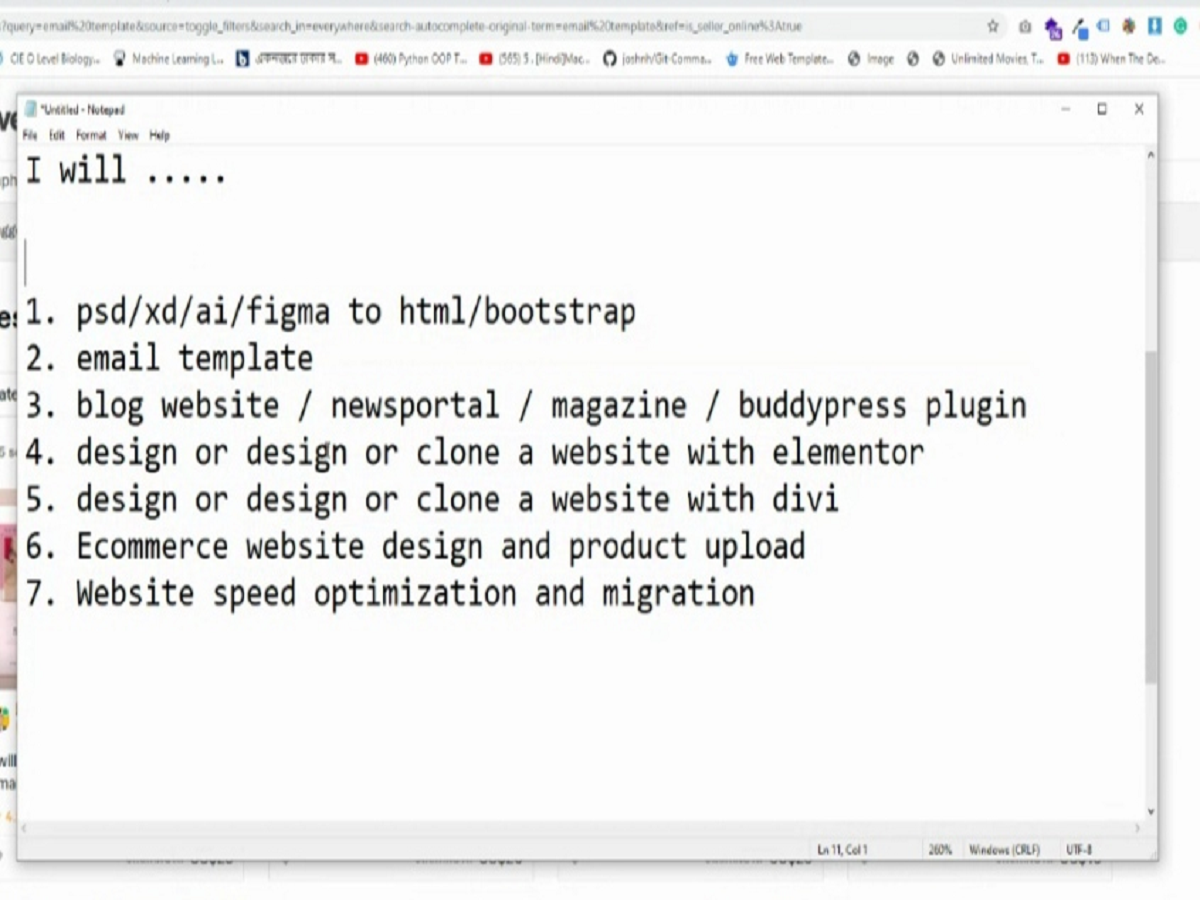 ?query=email%20template&source=toggle_filters&search_in=everywhere&search-autocomplete-original-term=email%20template&ref=is_seller_online%3Atrue
CIE O Level Biology... Machine Learning L... (460) Python OOP T... (565) 5. [Hindi]Mac... joshnh/Git-Comma... Free Web Template... Image Unlimited Movies, T... (113) When The De...
*Untitled - Notepad
File Edit Format View Help
I will .....
1. psd/xd/ai/figma to html/bootstrap
2. email template
3. blog website / newsportal / magazine / buddypress plugin
4. design or design or clone a website with elementor
5. design or design or clone a website with divi
6. Ecommerce website design and product upload
7. Website speed optimization and migration
Ln 11, Col 1 260% Windows (CRLF) UTF-8